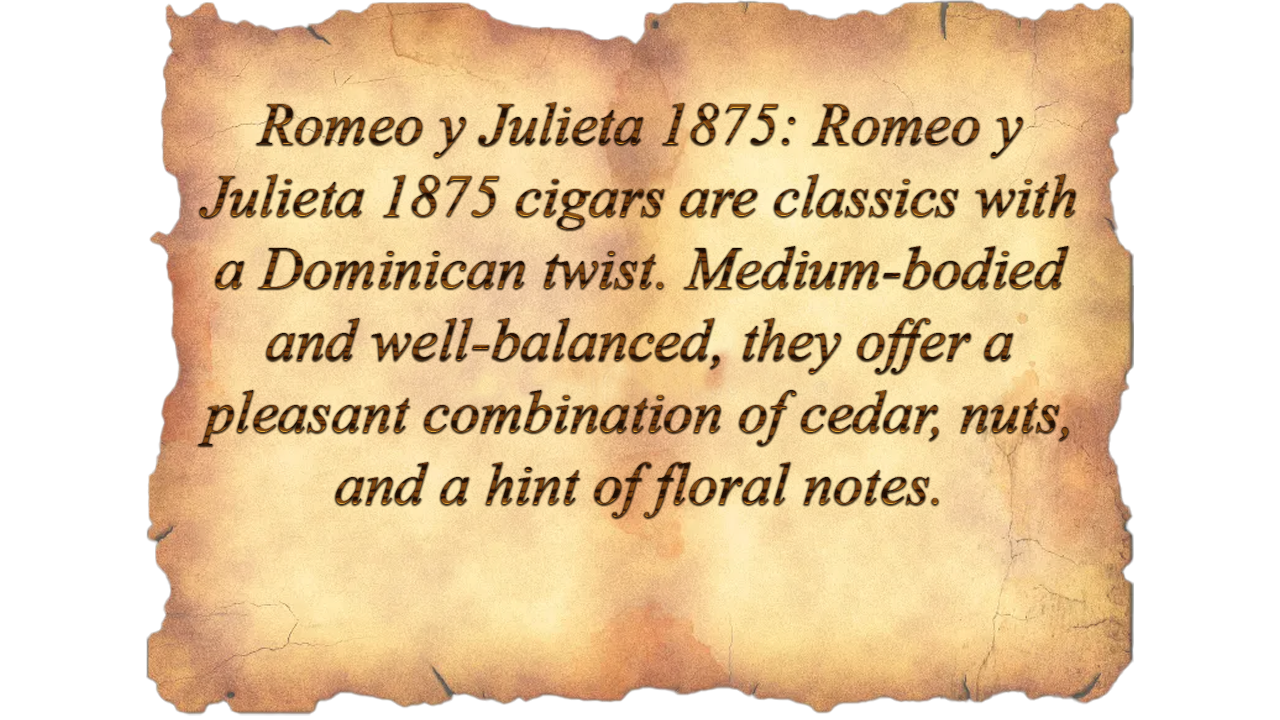 Romeo y Julieta 1875: Romeo y
Julieta 1875 cigars are classics with
a Dominican twist. Medium-bodied
and well-balanced, they offer a
pleasant combination of cedar, nuts,
and a hint of floral notes.